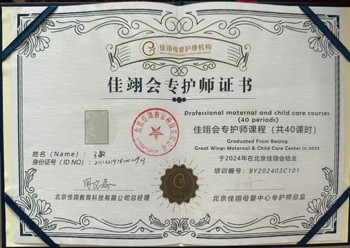 佳翊母婴护理机构
佳翊会专护师证书
Professional maternal and child care courses
(40 periods)
佳翊会专护师课程（共40课时）
Graduated From Beijing
Great Wings Maternal & Child Care Center in 2024
于2024年在北京佳翊会结业
姓名(Name):
身份证号(ID NO):
培训编号: BY202403C101
北京佳翊教育科技有限公司总经理
北京佳翊母婴中心专护师总监